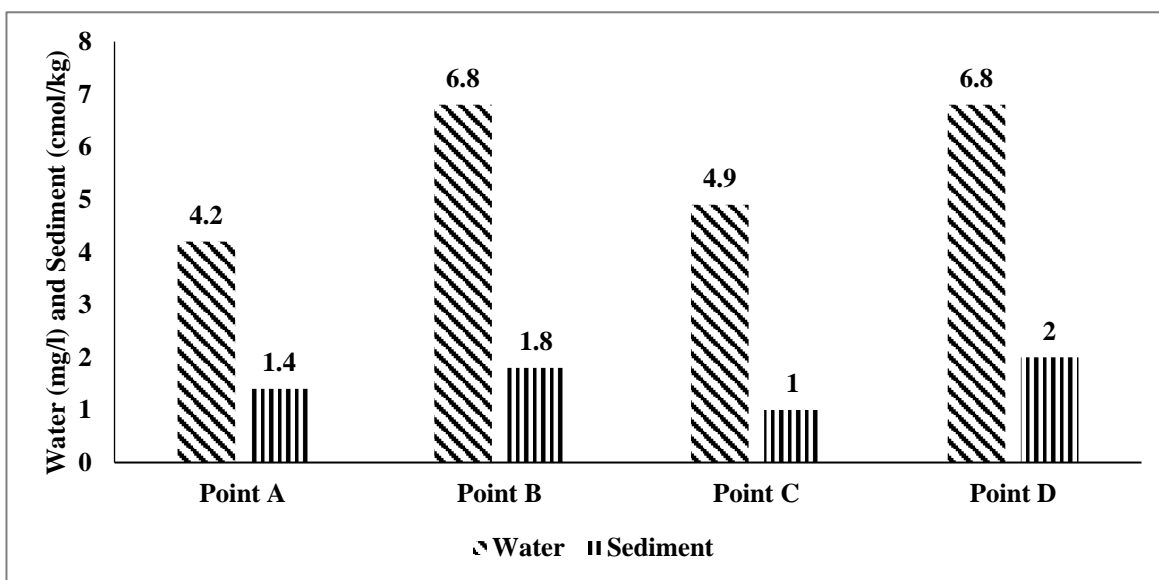 Water (mg/l) and Sediment (cmol/kg)
8
7
6
5
4
3
2
1
0
4.2
1.4
6.8
1.8
4.9
1
6.8
2
Point A
Point B
Point C
Point D
Water
Sediment